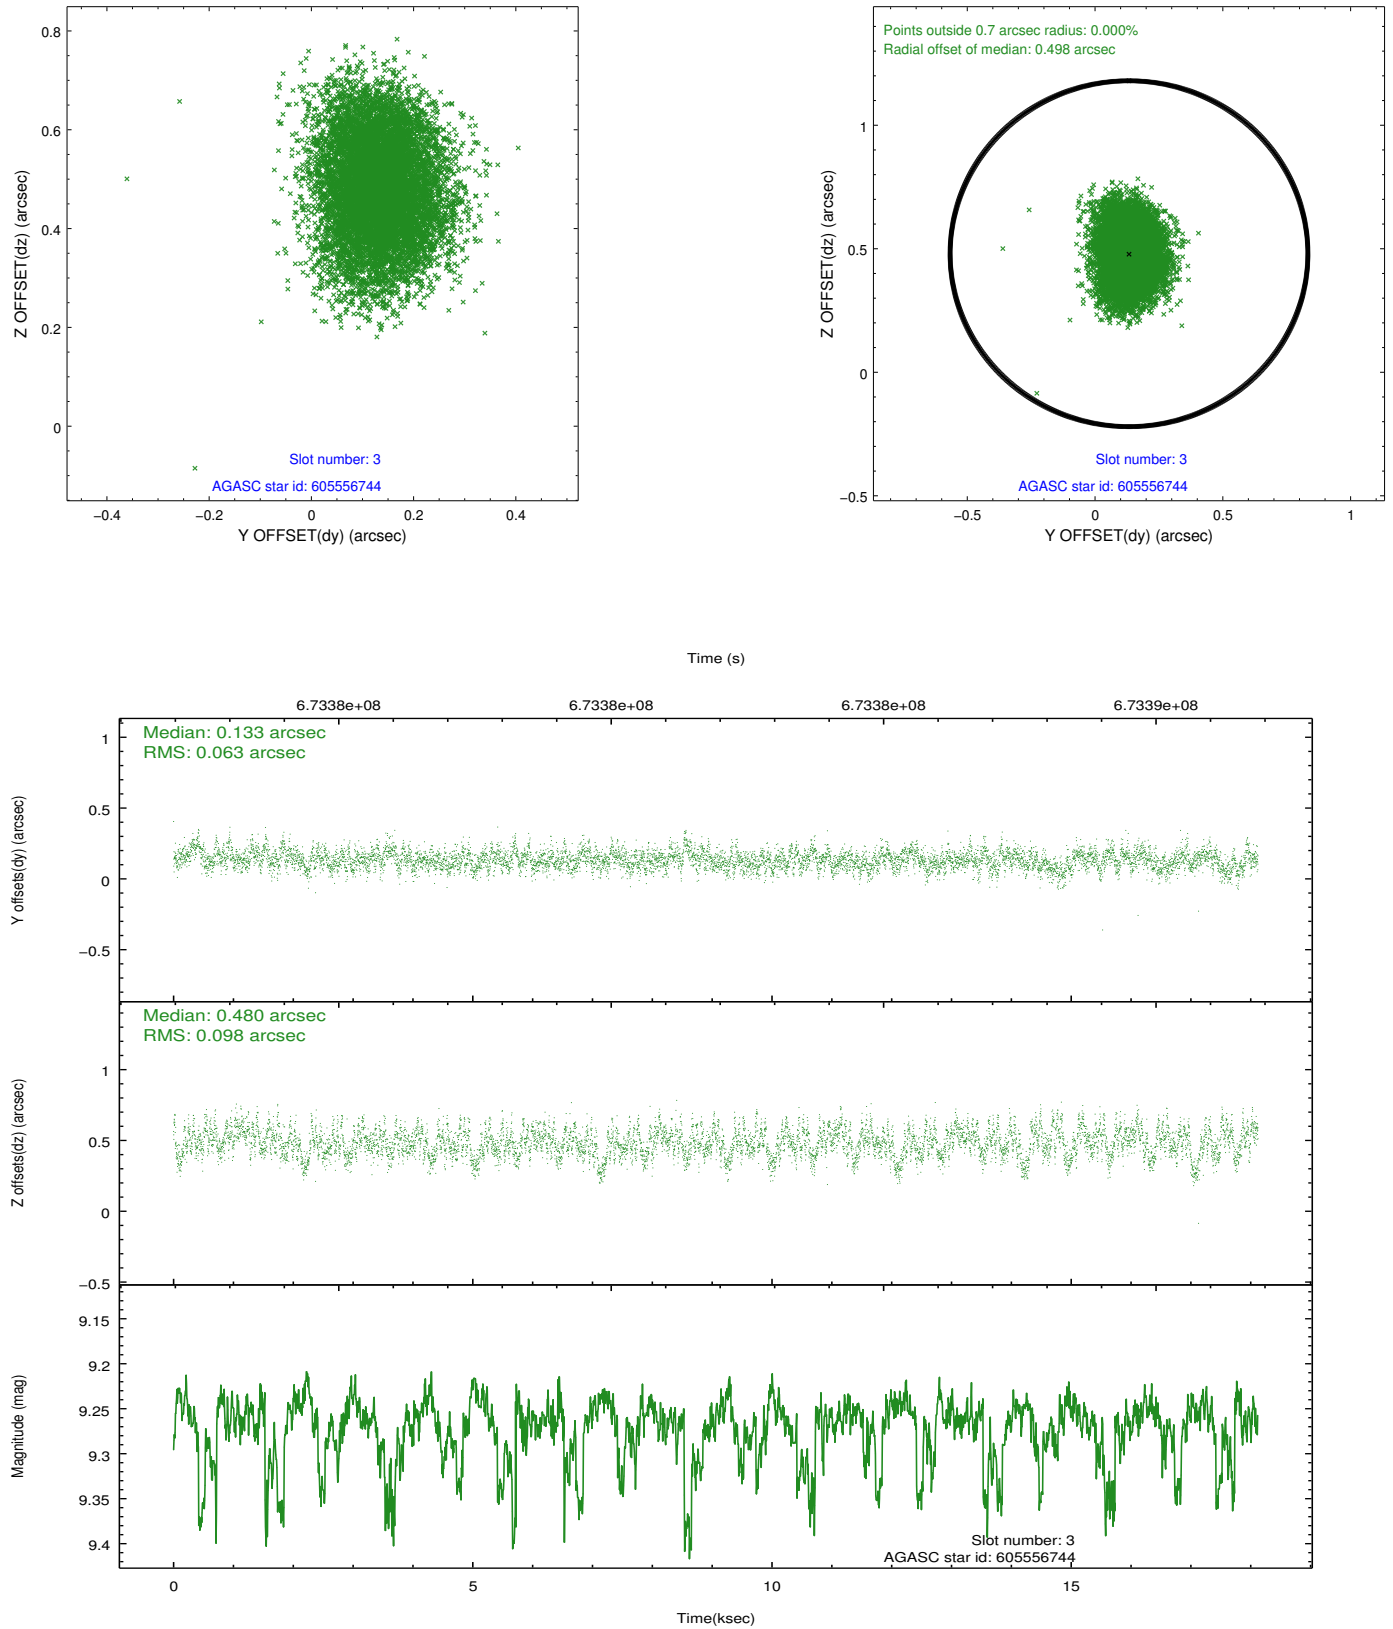 0.8
0.6
0.4
0.2
0
Z OFFSET(dz) (arcsec)
Slot number: 3
AGASC star id: 605556744
−0.4 −0.2 0 0.2 0.4
Y OFFSET(dy) (arcsec)
Points outside 0.7 arcsec radius: 0.000%
Radial offset of median: 0.498 arcsec
1
0.5
0
−0.5
Z OFFSET(dz) (arcsec)
Slot number: 3
AGASC star id: 605556744
−0.5 0 0.5 1
Y OFFSET(dy) (arcsec)
Time (s)
6.7338e+08 6.7338e+08 6.7338e+08 6.7339e+08
Median: 0.133 arcsec
RMS: 0.063 arcsec
1
0.5
0
−0.5
Y offsets(dy) (arcsec)
Median: 0.480 arcsec
RMS: 0.098 arcsec
1
0.5
0
−0.5
Z offsets(dz) (arcsec)
9.15
9.2
9.25
9.3
9.35
9.4
Magnitude (mag)
Slot number: 3
AGASC star id: 605556744
0 5 10 15
Time(ksec)